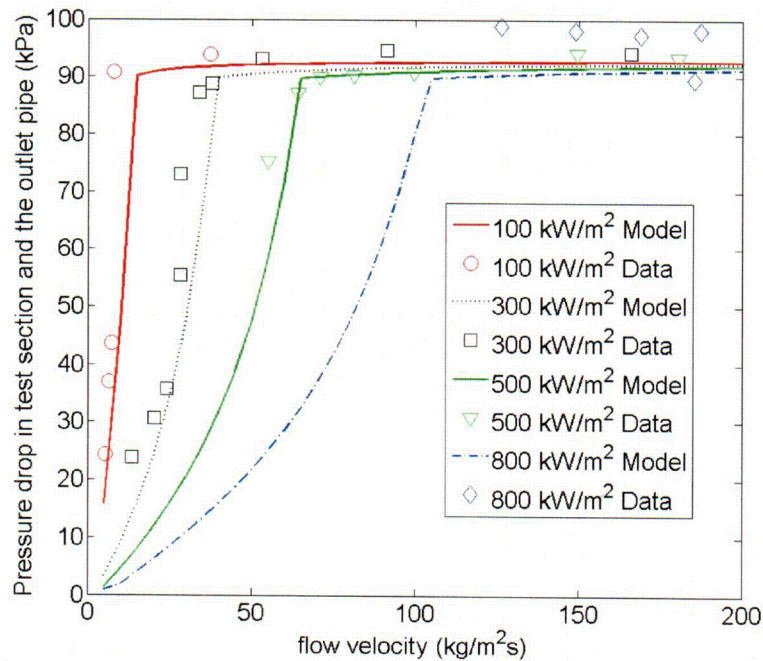 Pressure drop in test section and the outlet pipe (kPa)
100
90
80
70
60
50
40
30
20
10
0
0
50
100
150
200
flow velocity (kg/m²s)
100 kW/m² Model
100 kW/m² Data
300 kW/m² Model
300 kW/m² Data
500 kW/m² Model
500 kW/m² Data
800 kW/m² Model
800 kW/m² Data